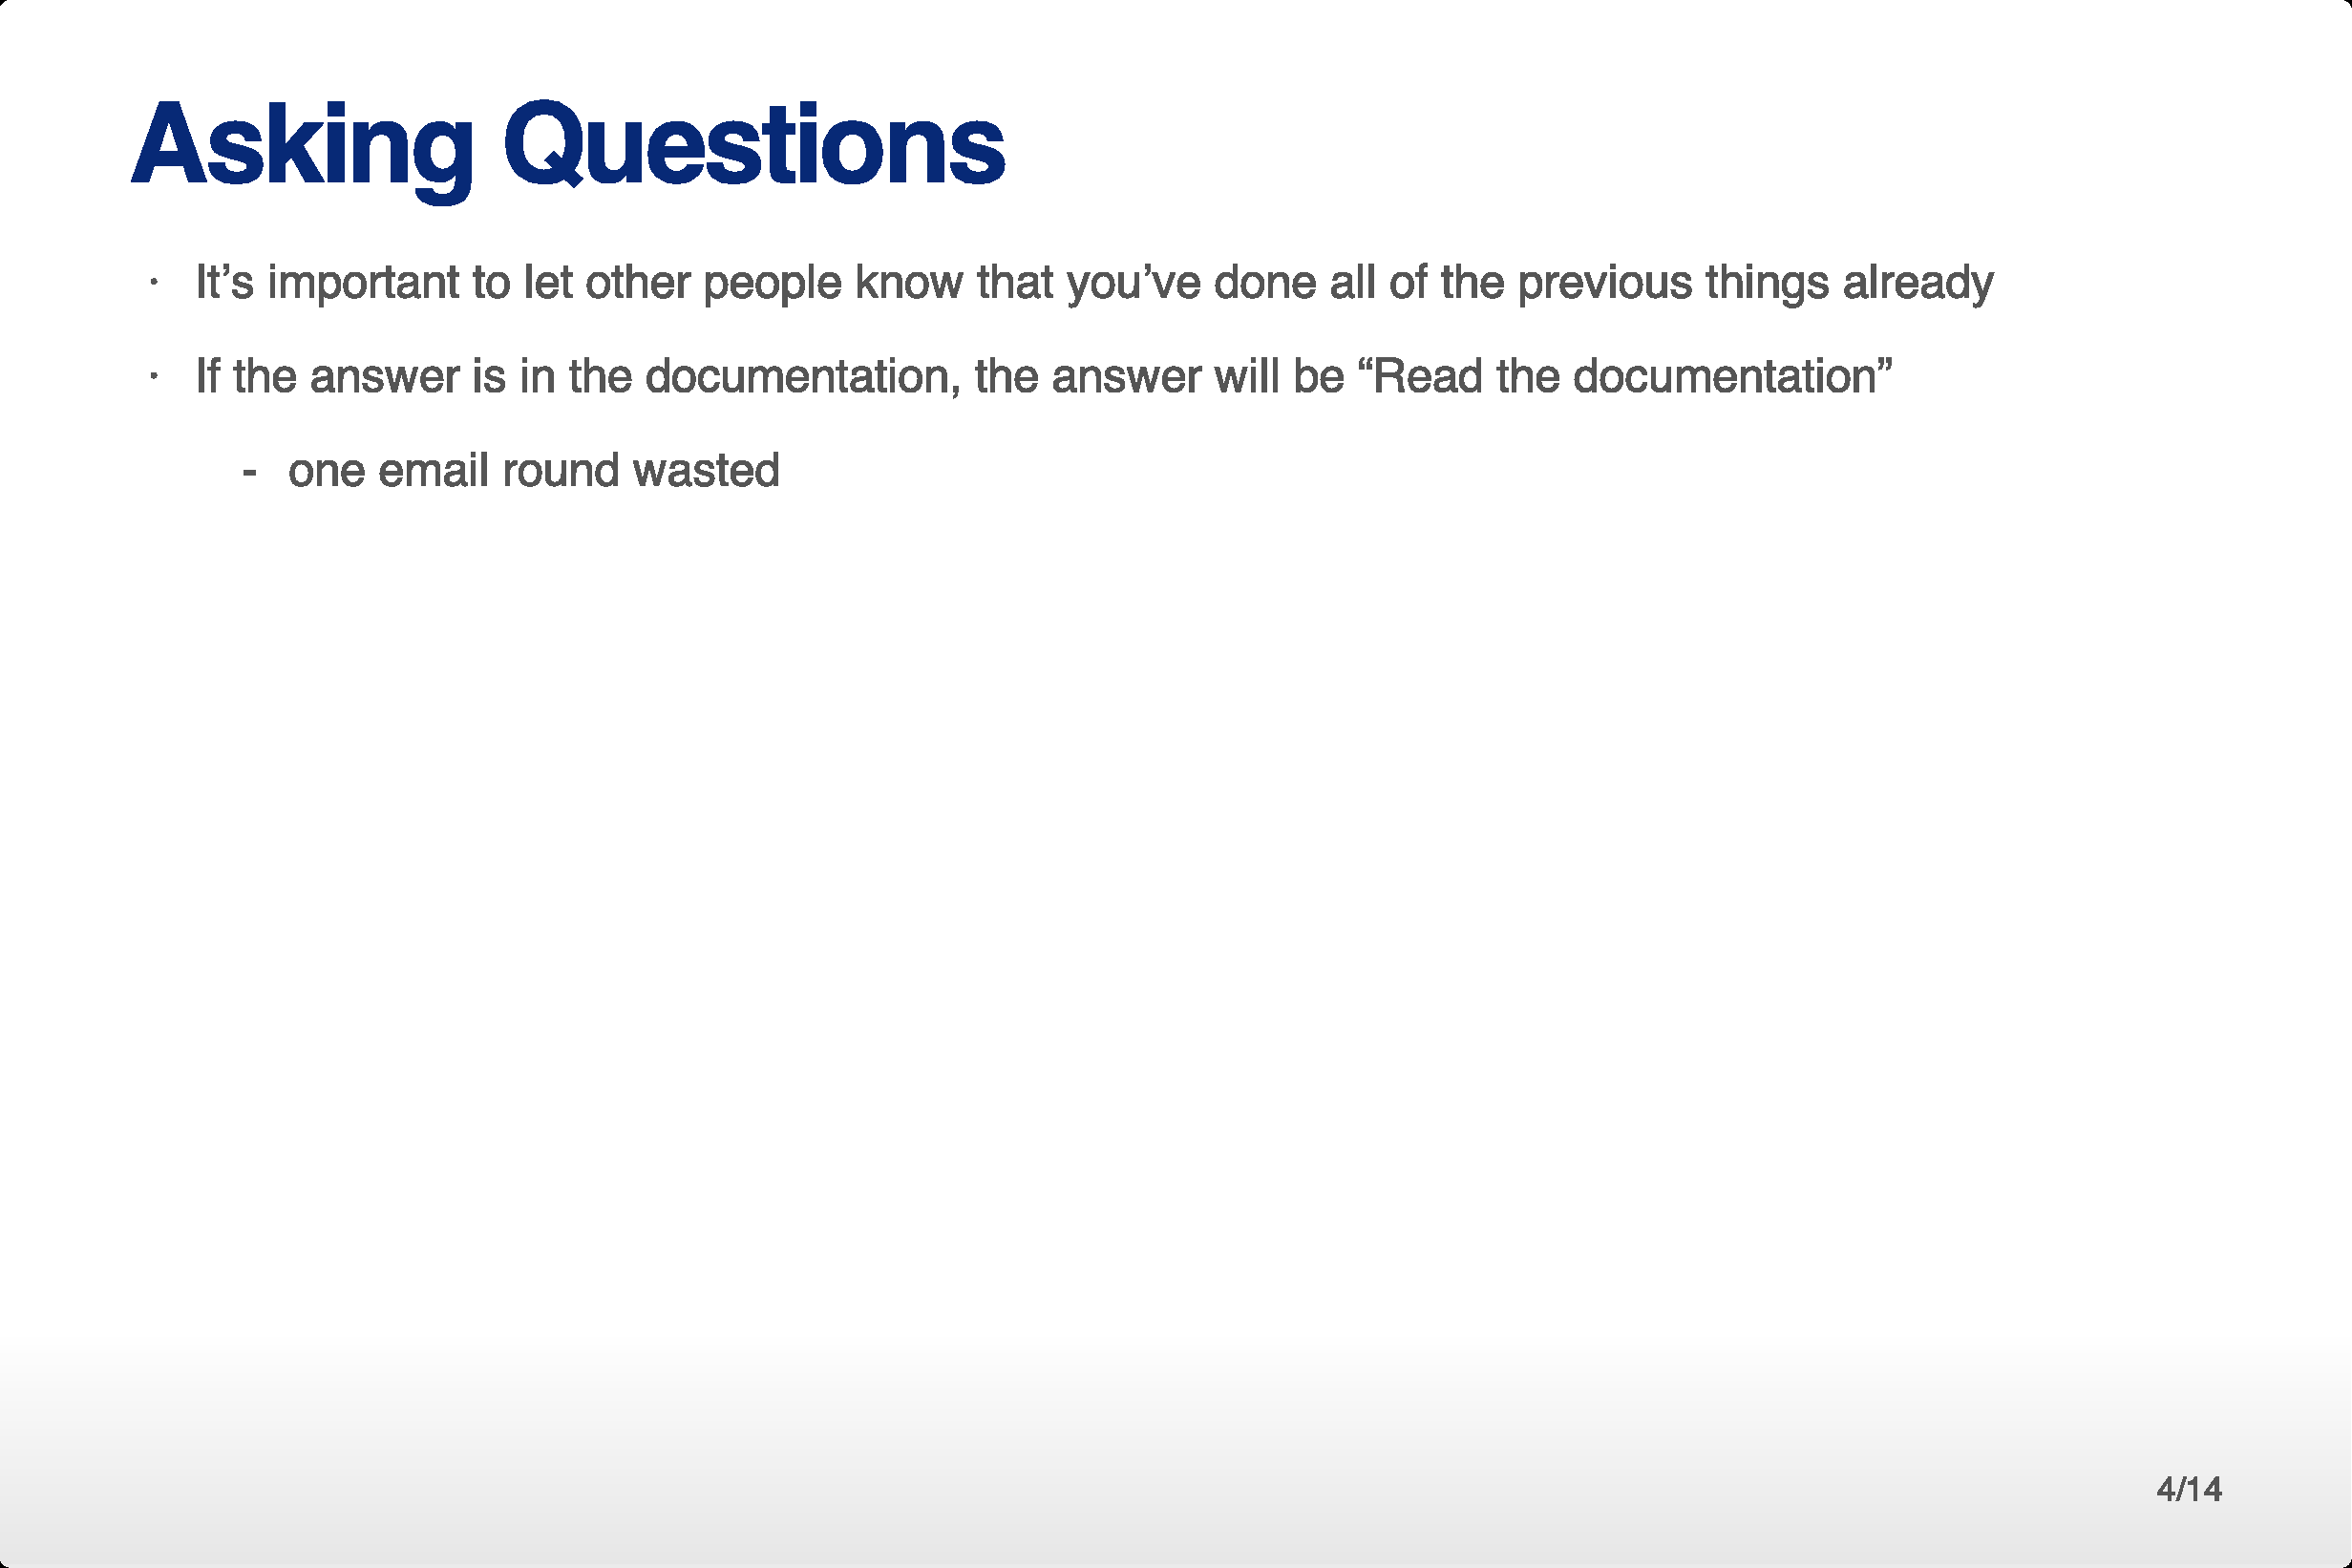 Asking Questions
· It’s important to let other people know that you’ve done all of the previous things already
· If the answer is in the documentation, the answer will be “Read the documentation”
- one email round wasted
4/14